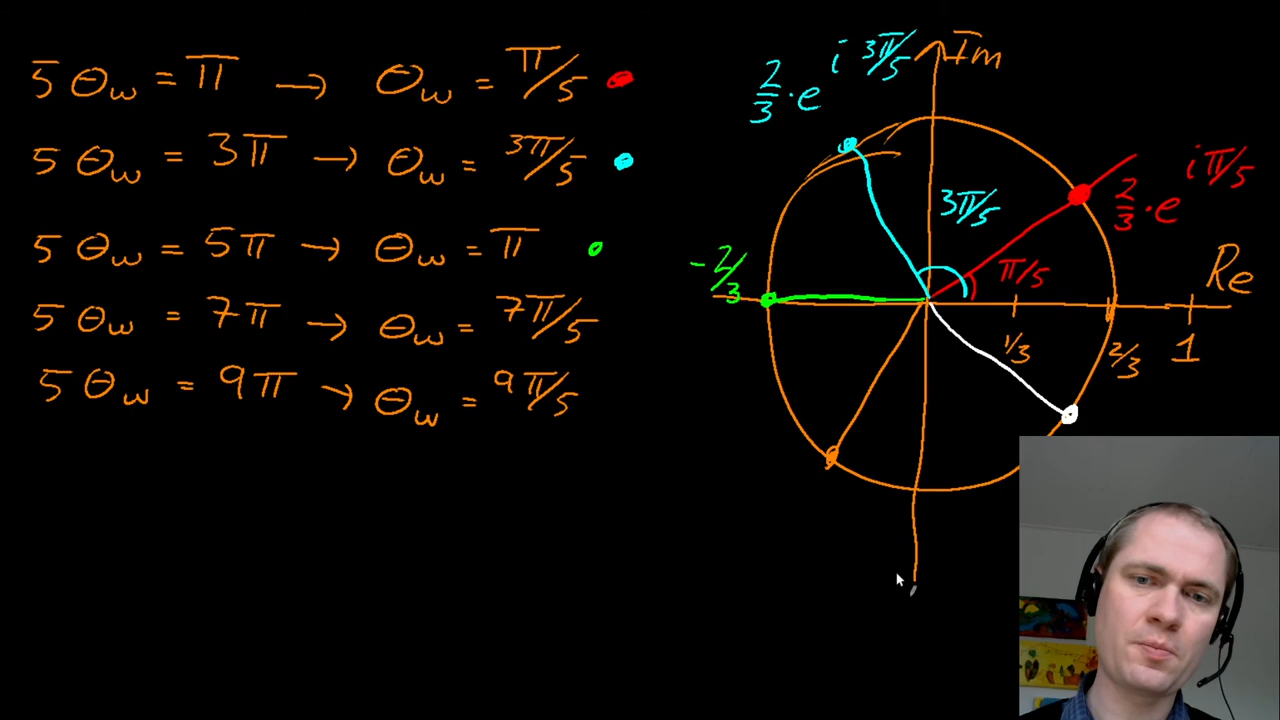 5 θw = π → θw = π/5
5 θw = 3π → θw = 3π/5
5 θw = 5π → θw = π
5 θw = 7π → θw = 7π/5
5 θw = 9π → θw = 9π/5
2/3 · e^i 3π/5
Im
2/3 · e^i π/5
3π/5
π/5
Re
-2/3
1/3
2/3
1